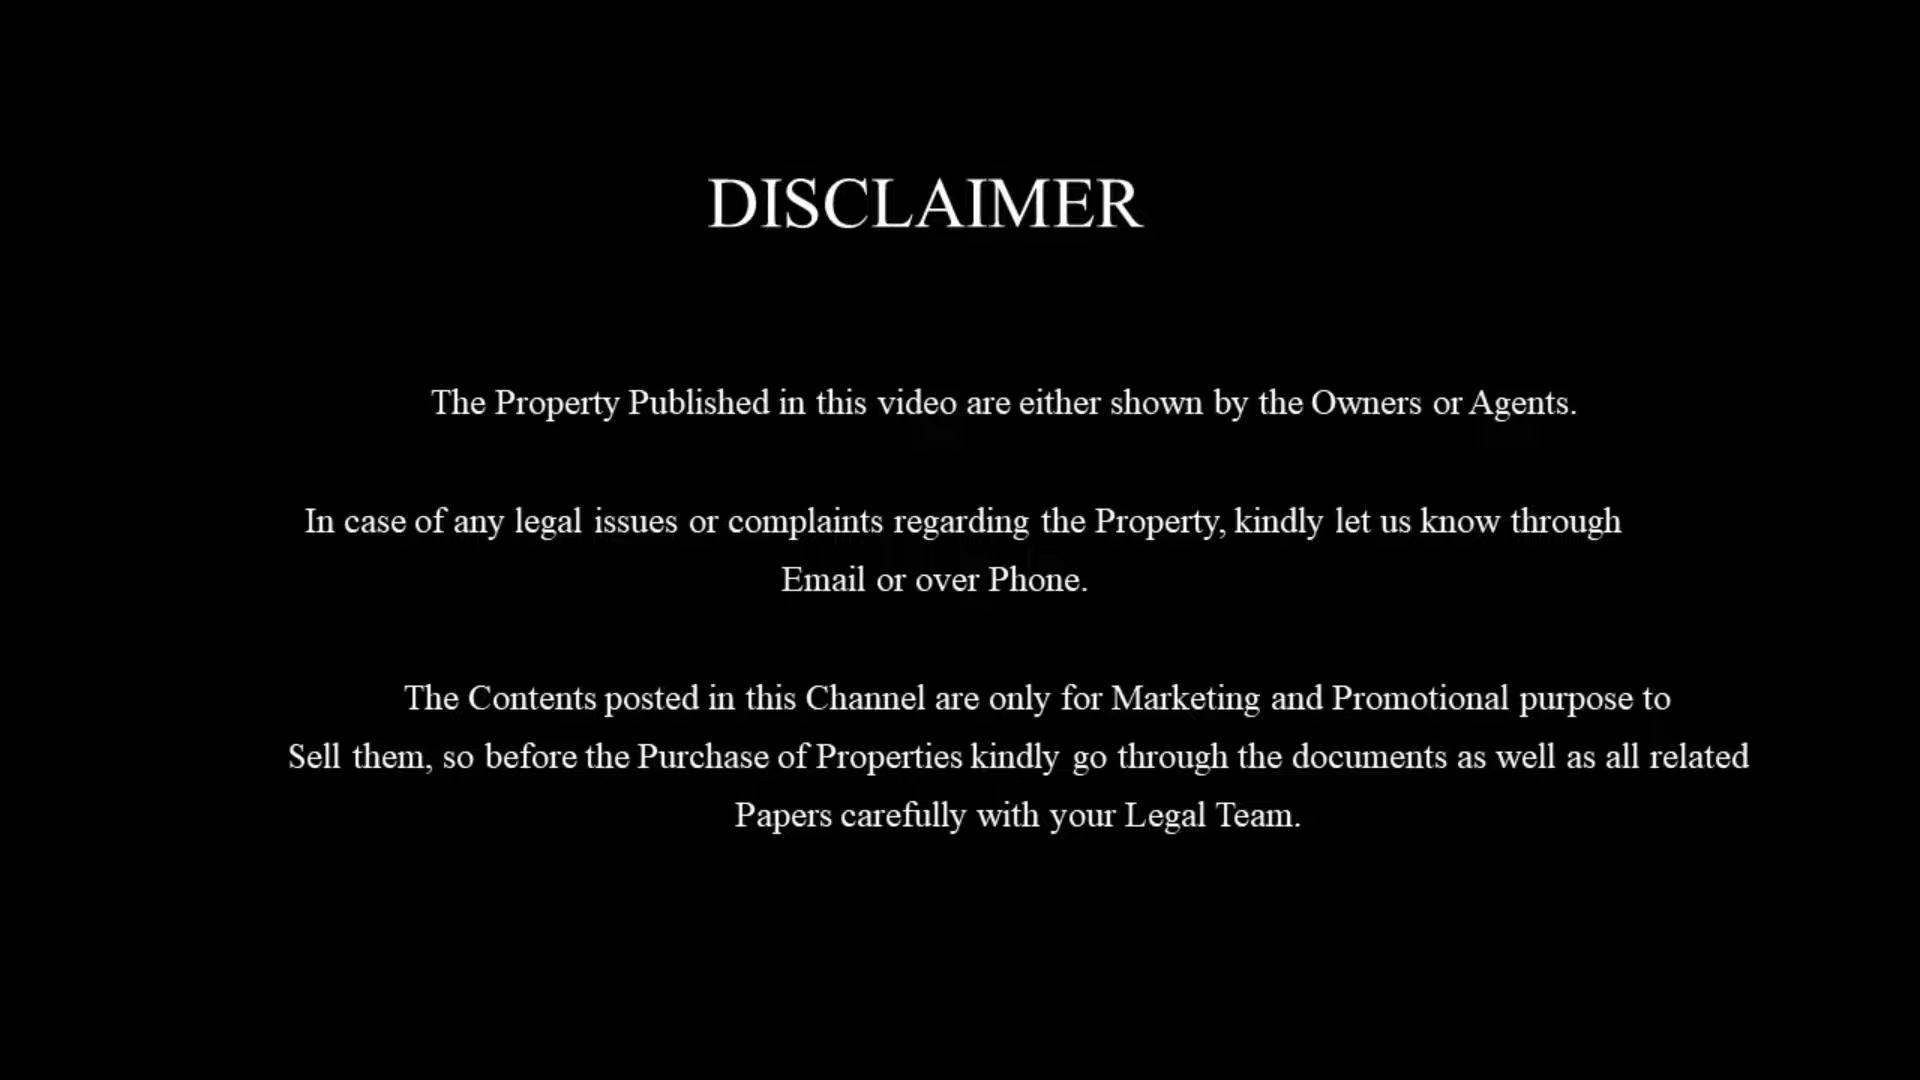 DISCLAIMER
The Property Published in this video are either shown by the Owners or Agents.
In case of any legal issues or complaints regarding the Property, kindly let us know through
Email or over Phone.
The Contents posted in this Channel are only for Marketing and Promotional purpose to
Sell them, so before the Purchase of Properties kindly go through the documents as well as all related
Papers carefully with your Legal Team.